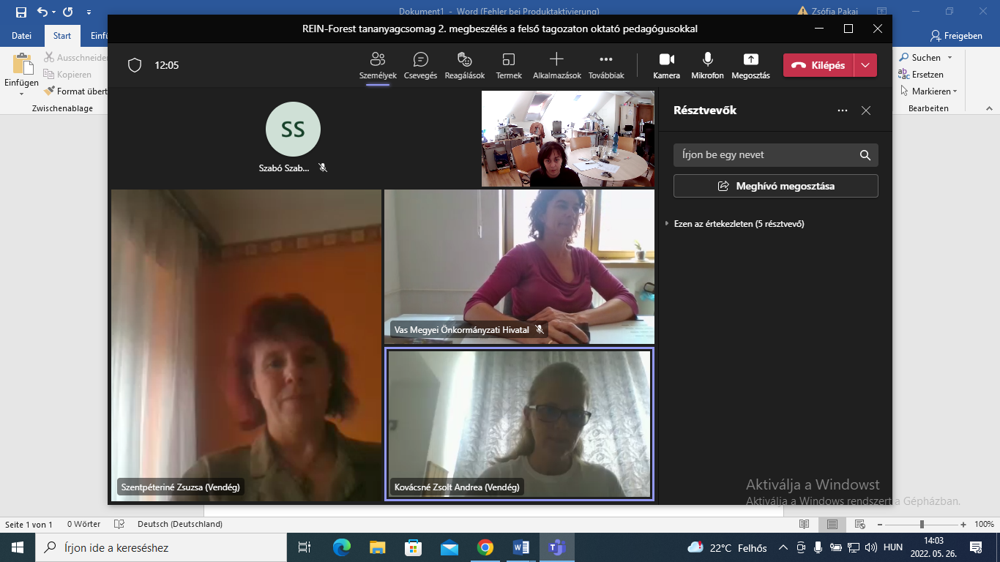 Dokument1 - Word (Fehler bei Produktaktivierung)
Zsófia Pakai
Datei
Start
Einfü
Freigeben
Einfügen
Ausschneiden
Kopieren
Format übert
Zwischenablage
Suchen
Ersetzen
Markieren
Bearbeiten
REIN-Forest tananyagcsomag 2. megbeszélés a felső tagozaton oktató pedagógusokkal
12:05
Személyek
Csevegés
Reagálások
Termek
Alkalmazások
Továbbiak
Kamera
Mikrofon
Megosztás
Kilépés
SS
Szabó Szab...
Résztvevők
Írjon be egy nevet
Meghívó megosztása
Ezen az értekezleten (5 résztvevő)
Vas Megyei Önkormányzati Hivatal
Szentpéteriné Zsuzsa (Vendég)
Kovácsné Zsolt Andrea (Vendég)
Aktiválja a Windowst
Aktiválja a Windows rendszert a Gépházban.
Seite 1 von 1
0 Wörter
Deutsch (Deutschland)
100%
Írjon ide a kereséshez
22°C Felhős
HUN
14:03
2022. 05. 26.